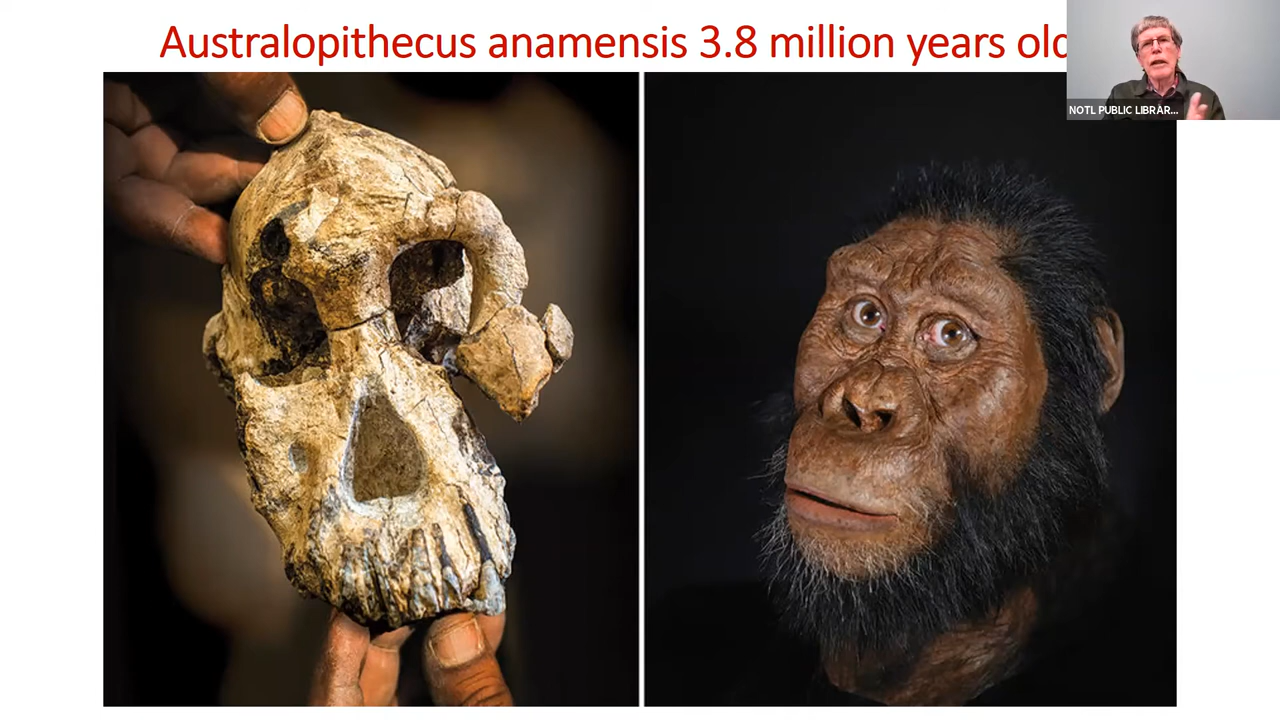 Australopithecus anamensis 3.8 million years old
NOTL PUBLIC LIBRAR...